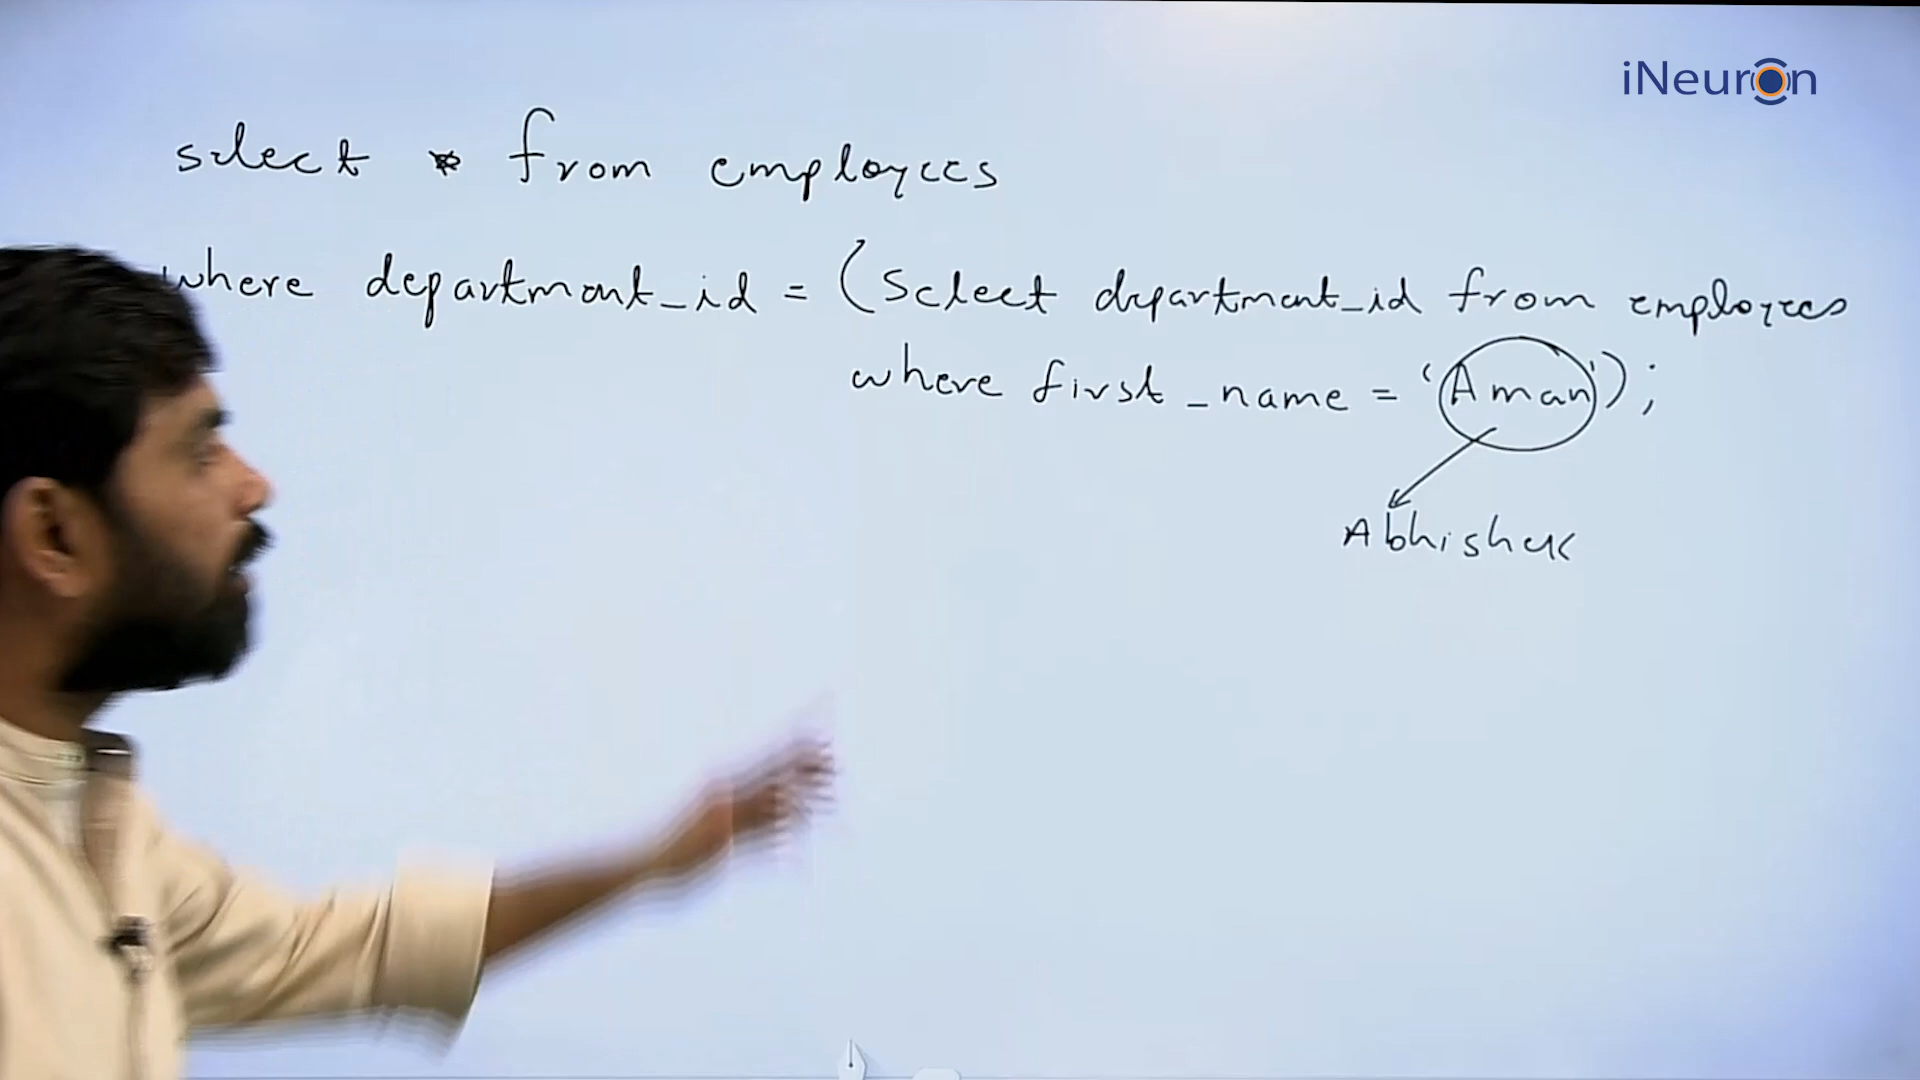 iNeuron
select * from employees
where department_id = (Select department_id from employees
where first_name = 'Aman');
Abhishek